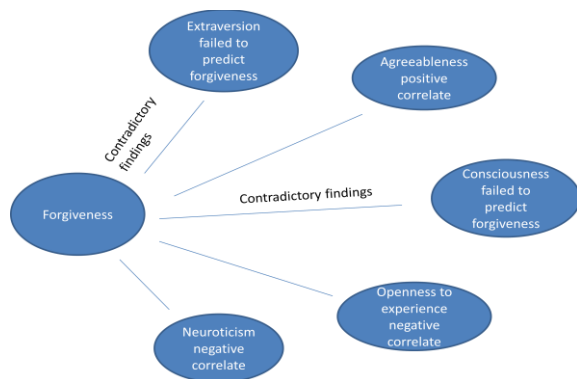 Extraversion
failed to
predict
forgiveness
Agreeableness
positive
correlate
Contradictory
findings
Contradictory findings
Consciousness
failed to
predict
forgiveness
Forgiveness
Openness to
experience
negative
correlate
Neuroticism
negative
correlate